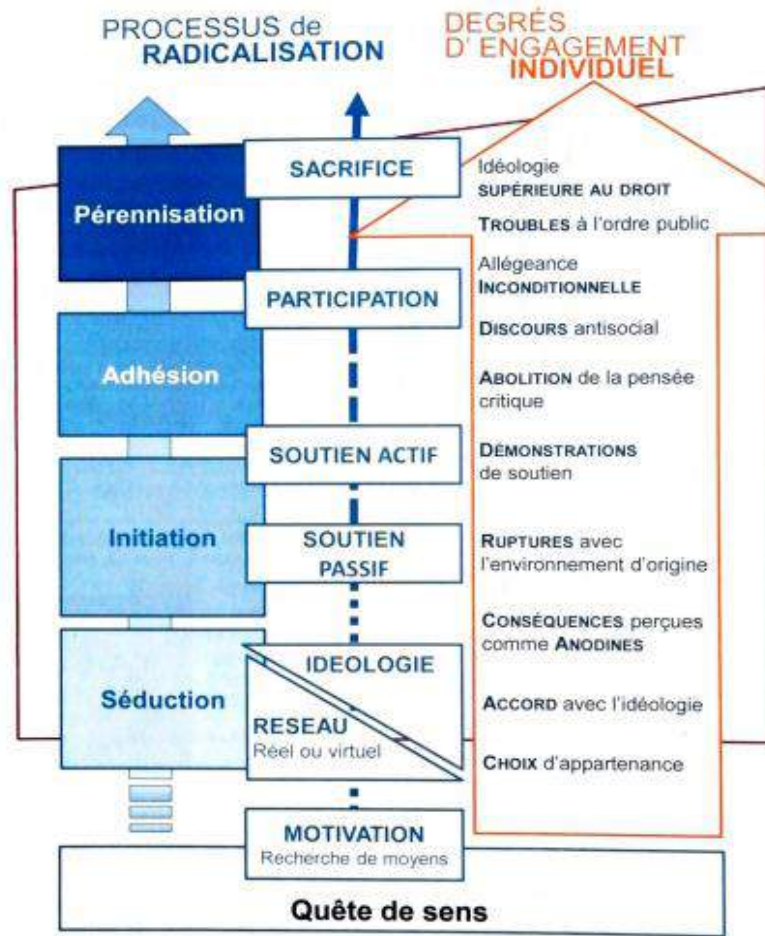 PROCESSUS de
RADICALISATION
DEGRÉS
D' ENGAGEMENT
INDIVIDUEL
Pérennisation
Adhésion
Initiation
Séduction
SACRIFICE
PARTICIPATION
SOUTIEN ACTIF
SOUTIEN
PASSIF
IDEOLOGIE
RESEAU
Réel ou virtuel
MOTIVATION
Recherche de moyens
Idéologie
SUPÉRIEURE AU DROIT
TROUBLES à l'ordre public
Allégeance
INCONDITIONNELLE
DISCOURS antisocial
ABOLITION de la pensée
critique
DÉMONSTRATIONS
de soutien
RUPTURES avec
l'environnement d'origine
CONSÉQUENCES perçues
comme ANODINES
ACCORD avec l'idéologie
CHOIX d'appartenance
Quête de sens